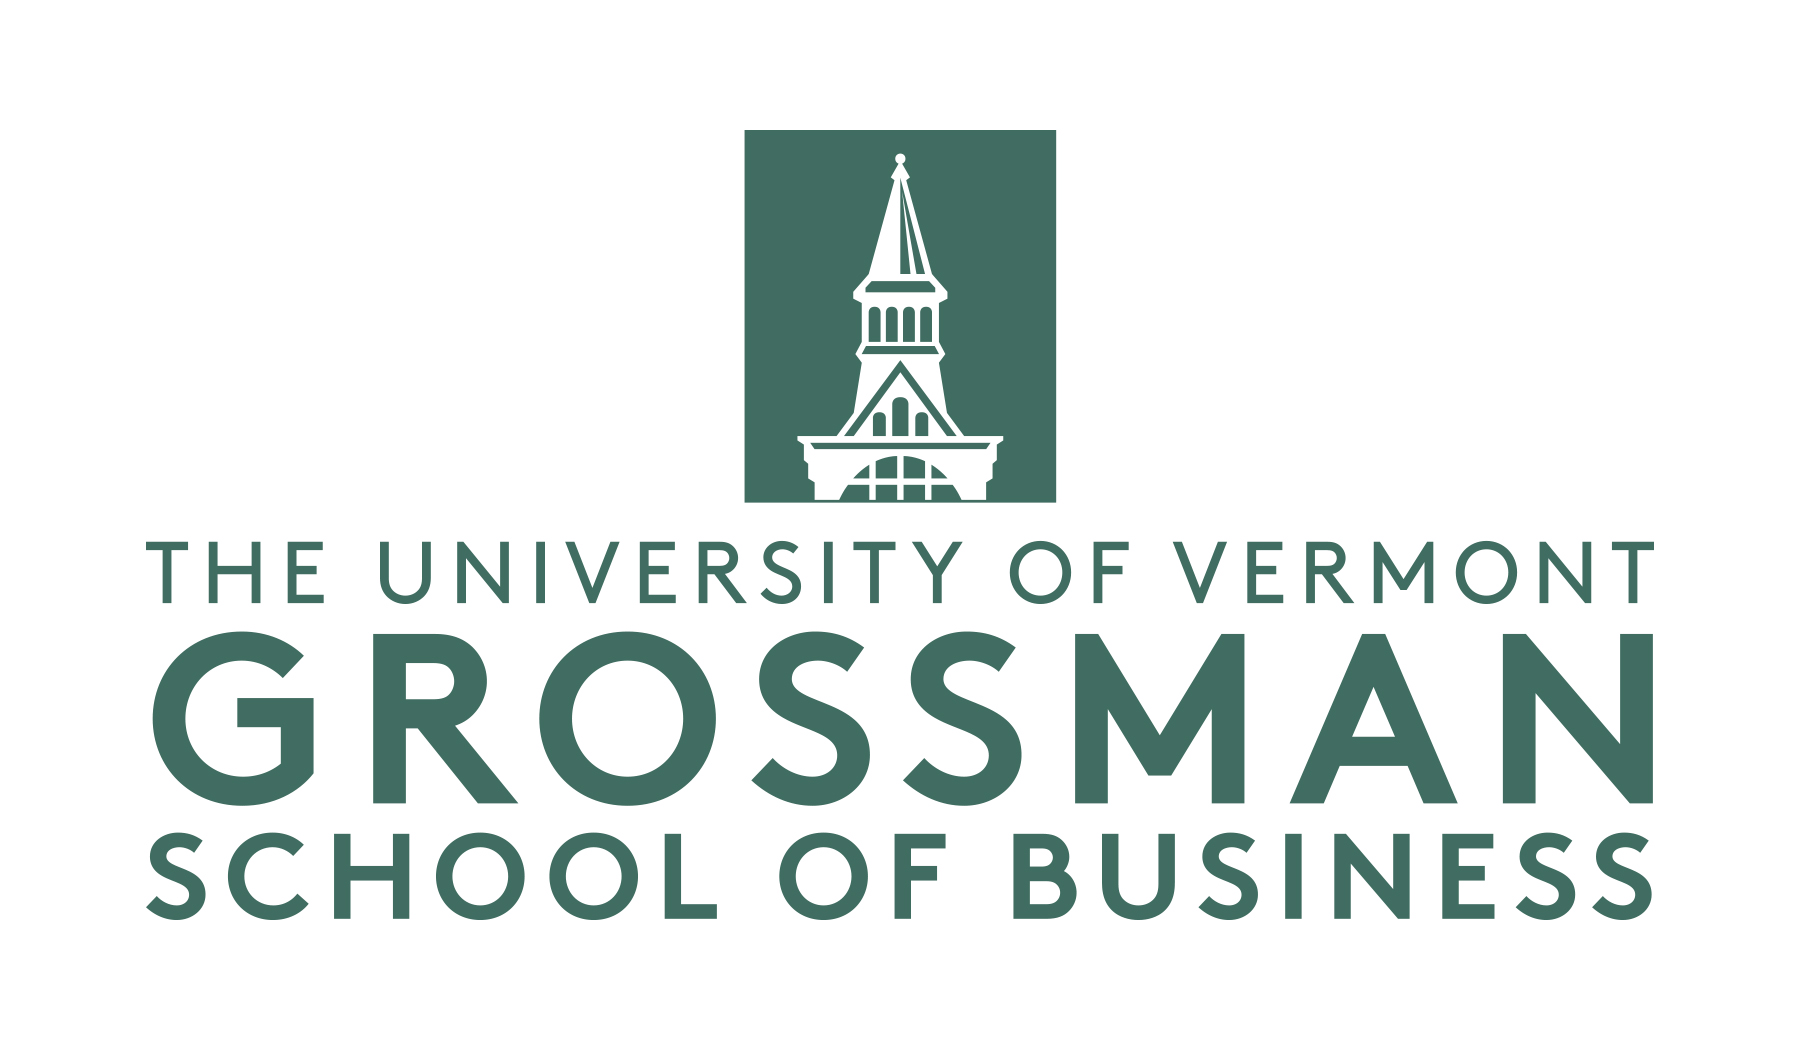 THE UNIVERSITY OF VERMONT
GROSSMAN
SCHOOL OF BUSINESS